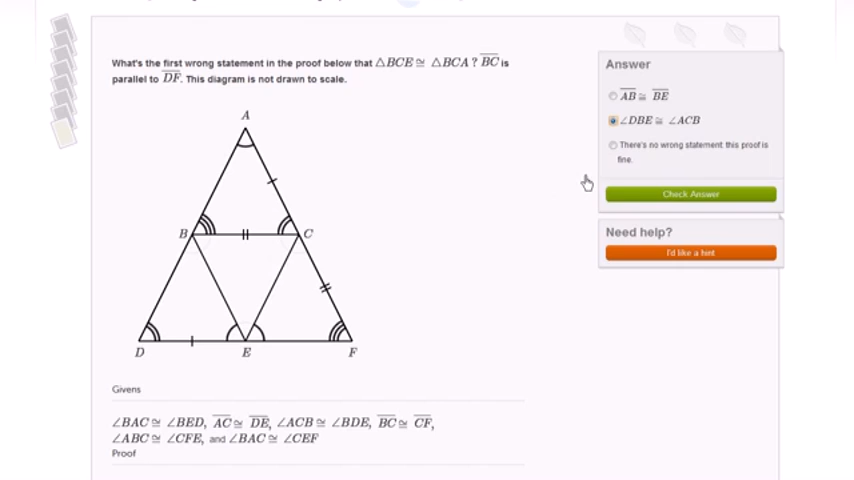 What's the first wrong statement in the proof below that △BCE ≅ △BCA ? BC is
parallel to DF. This diagram is not drawn to scale.
A
B
C
D
E
F
Givens
∠BAC ≅ ∠BED, AC ≅ DE, ∠ACB ≅ ∠BDE, BC ≅ CF,
∠ABC ≅ ∠CFE, and ∠BAC ≅ ∠CEF
Proof
Answer
AB ≅ BE
∠DBE ≅ ∠ACB
There's no wrong statement, this proof is
fine.
Check Answer
Need help?
I'd like a hint